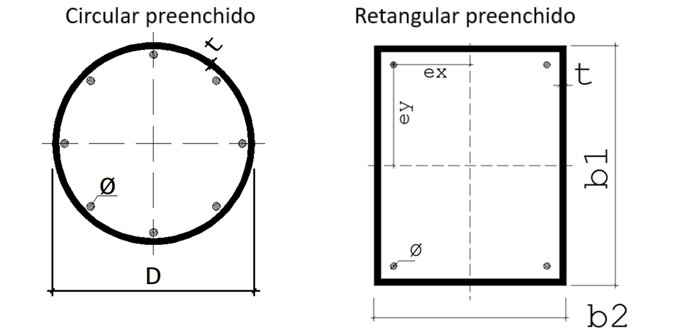 Circular preenchido
t
Ø
D
Retangular preenchido
ex
ey
t
b1
Ø
b2